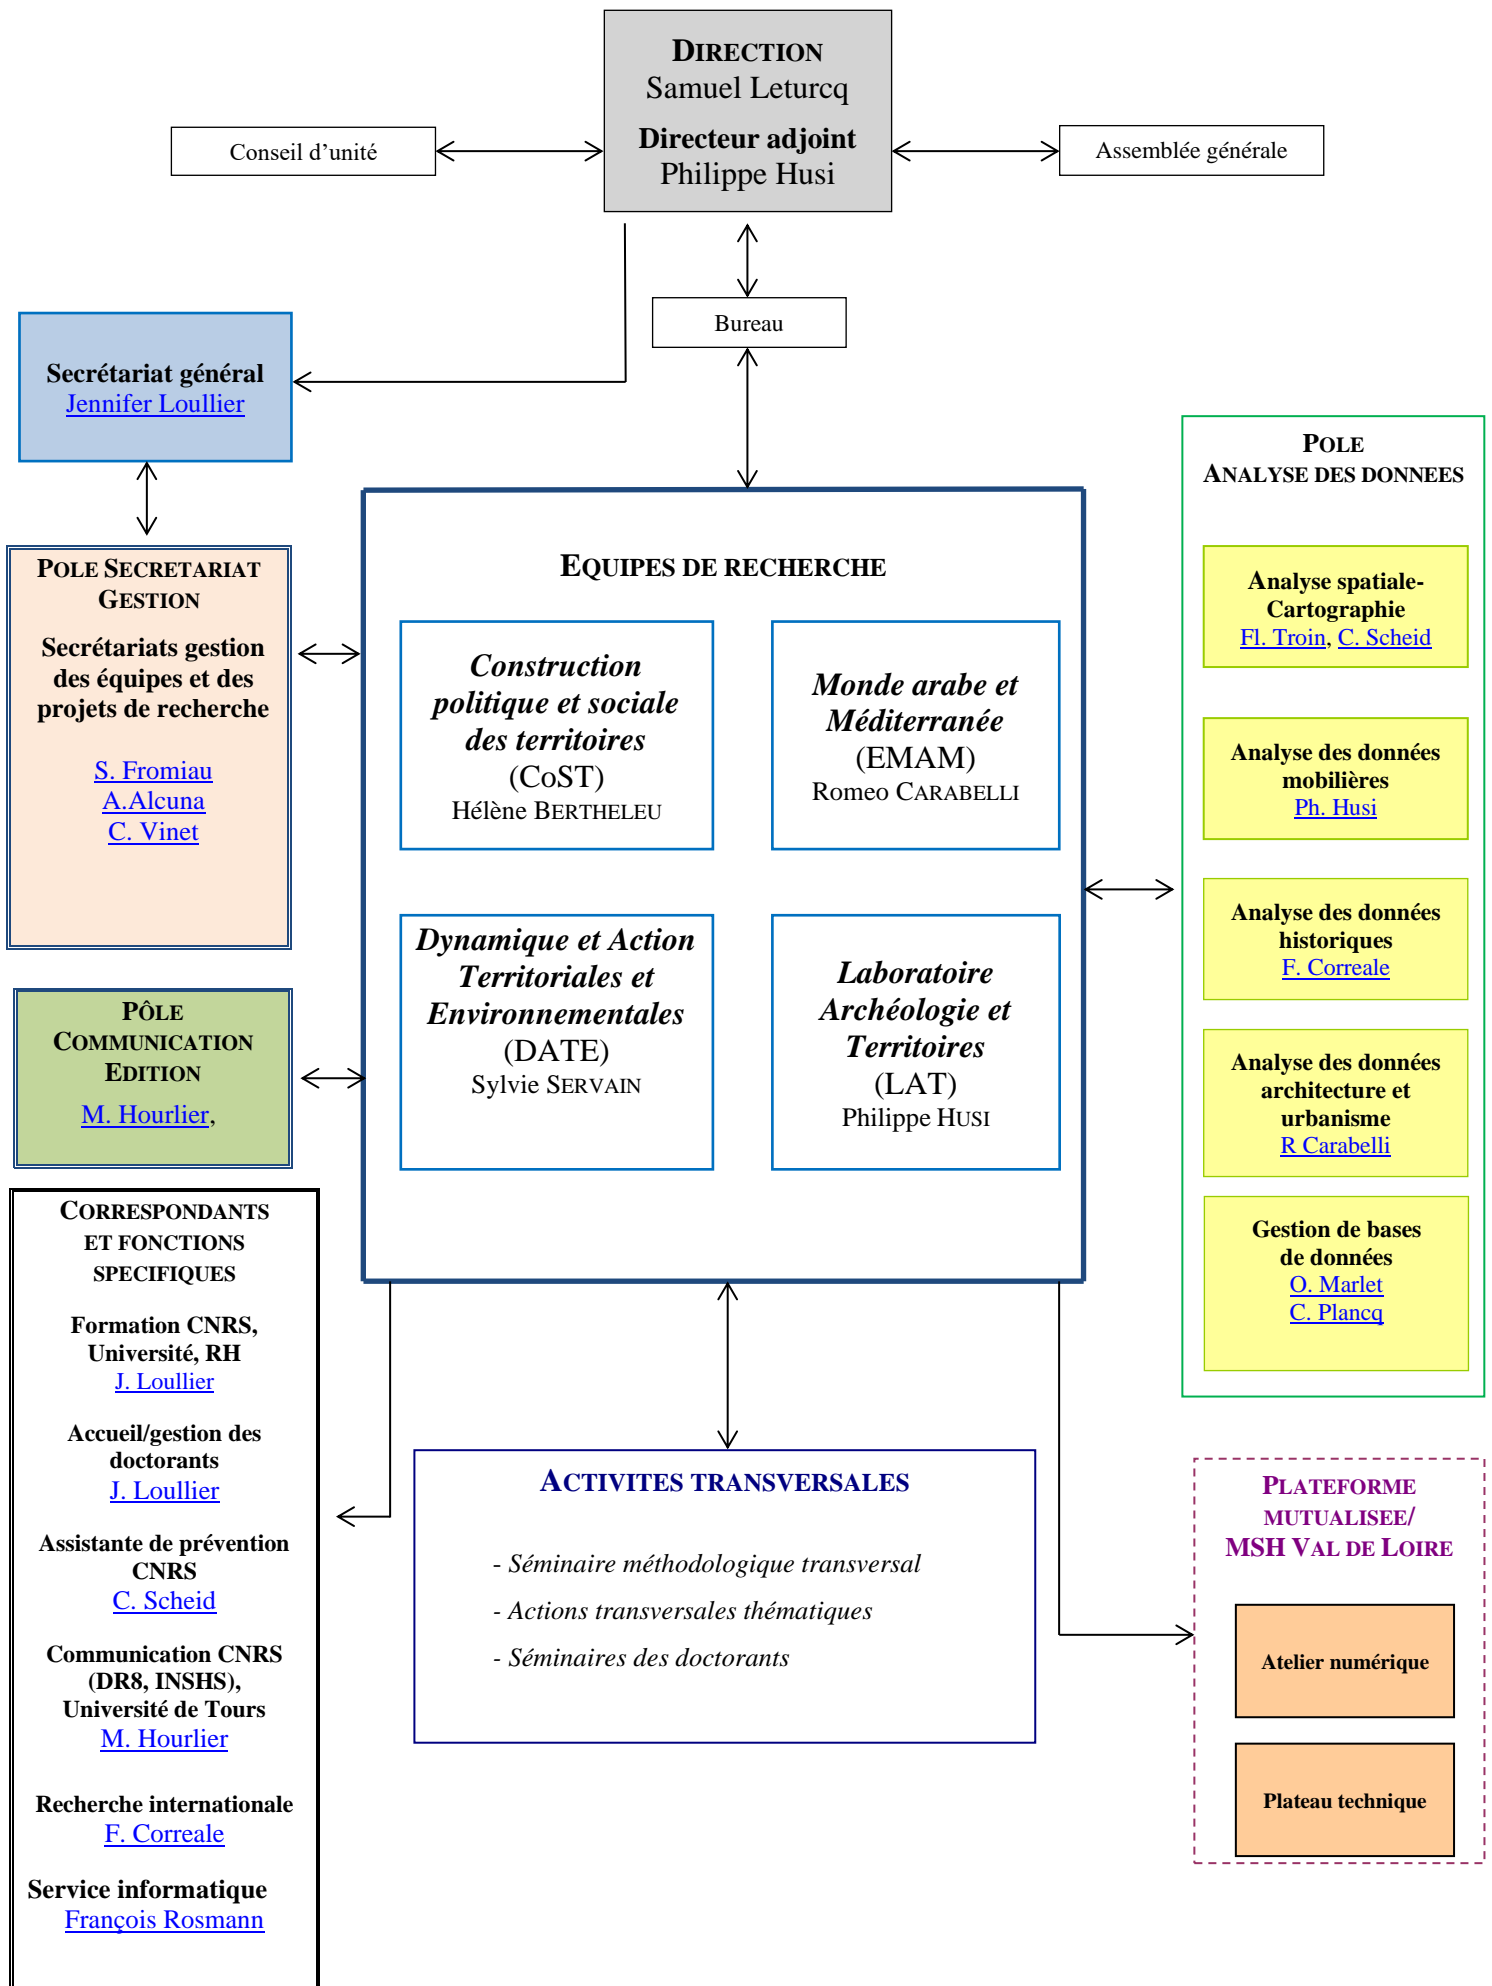 DIRECTION
Samuel Leturcq
Directeur adjoint
Philippe Husi
Conseil d’unité
Assemblée générale
Bureau
Secrétariat général
Jennifer Loullier
POLE SECRETARIAT
GESTION
Secrétariats gestion
des équipes et des
projets de recherche
S. Fromiau
A.Alcuna
C. Vinet
PÔLE
COMMUNICATION
EDITION
M. Hourlier,
EQUIPES DE RECHERCHE
Construction
politique et sociale
des territoires
(CoST)
Hélène BERTHELEU
Monde arabe et
Méditerranée
(EMAM)
Romeo CARABELLI
Dynamique et Action
Territoriales et
Environnementales
(DATE)
Sylvie SERVAIN
Laboratoire
Archéologie et
Territoires
(LAT)
Philippe HUSI
POLE
ANALYSE DES DONNEES
Analyse spatiale-
Cartographie
Fl. Troin, C. Scheid
Analyse des données
mobilières
Ph. Husi
Analyse des données
historiques
F. Correale
Analyse des données
architecture et
urbanisme
R Carabelli
Gestion de bases
de données
O. Marlet
C. Plancq
CORRESPONDANTS
ET FONCTIONS
SPECIFIQUES
Formation CNRS,
Université, RH
J. Loullier
Accueil/gestion des
doctorants
J. Loullier
Assistante de prévention
CNRS
C. Scheid
Communication CNRS
(DR8, INSHS),
Université de Tours
M. Hourlier
Recherche internationale
F. Correale
Service informatique
François Rosmann
ACTIVITES TRANSVERSALES
- Séminaire méthodologique transversal
- Actions transversales thématiques
- Séminaires des doctorants
PLATEFORME
MUTUALISEE/
MSH VAL DE LOIRE
Atelier numérique
Plateau technique